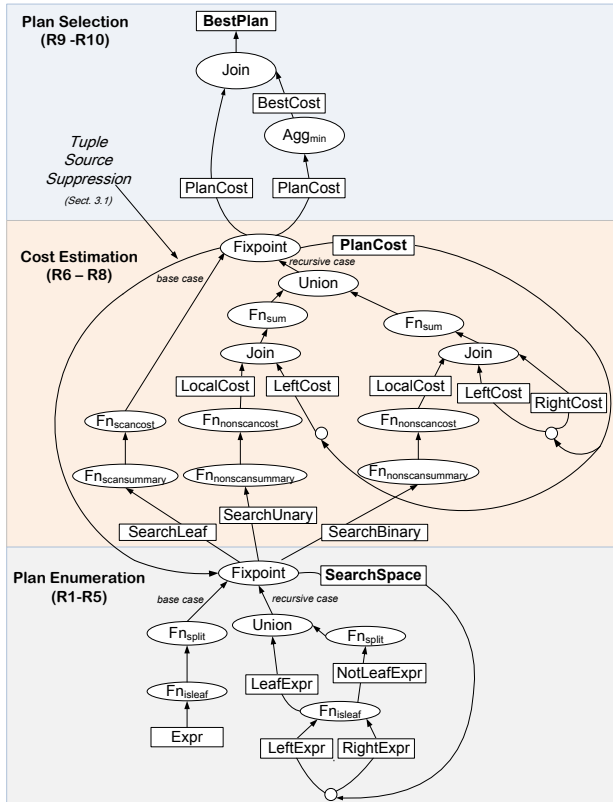 Plan Selection
(R9 -R10)
BestPlan
Join
BestCost
Aggmin
Tuple
Source
Suppression
(Sect. 3.1)
PlanCost
PlanCost
Cost Estimation
(R6 – R8)
Fixpoint
PlanCost
base case
recursive case
Union
Fnsum
Fnsum
Join
Join
LocalCost
LeftCost
LocalCost
LeftCost
RightCost
Fnscancost
Fnnonscancost
Fnnonscancost
Fnscansummary
Fnnonscansummary
Fnnonscansummary
SearchUnary
SearchLeaf
SearchBinary
Plan Enumeration
(R1-R5)
Fixpoint
SearchSpace
base case
recursive case
Fnsplit
Union
Fnsplit
LeafExpr
NotLeafExpr
Fnisleaf
Fnisleaf
Expr
LeftExpr
RightExpr